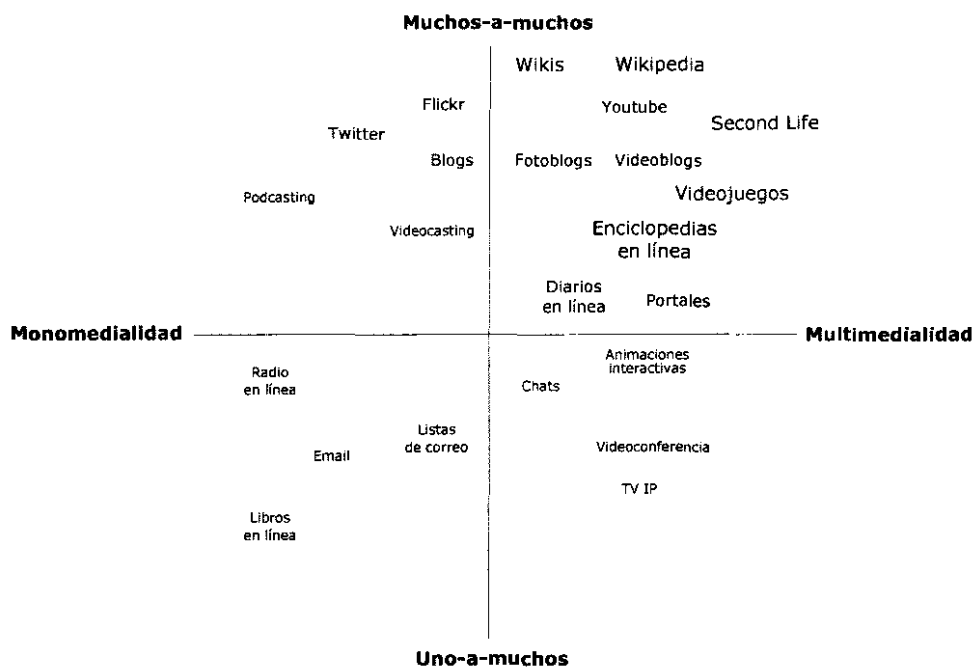 Muchos-a-muchos
Wikis Wikipedia
Flickr Youtube
Second Life
Twitter
Blogs Fotoblogs Videoblogs
Podcasting Videojuegos
Videocasting Enciclopedias
en línea
Diarios
en línea Portales
Monomedialidad Multimedialidad
Animaciones
interactivas
Radio
en línea
Chats
Listas
de correo
Email Videoconferencia
TV IP
Libros
en línea
Uno-a-muchos